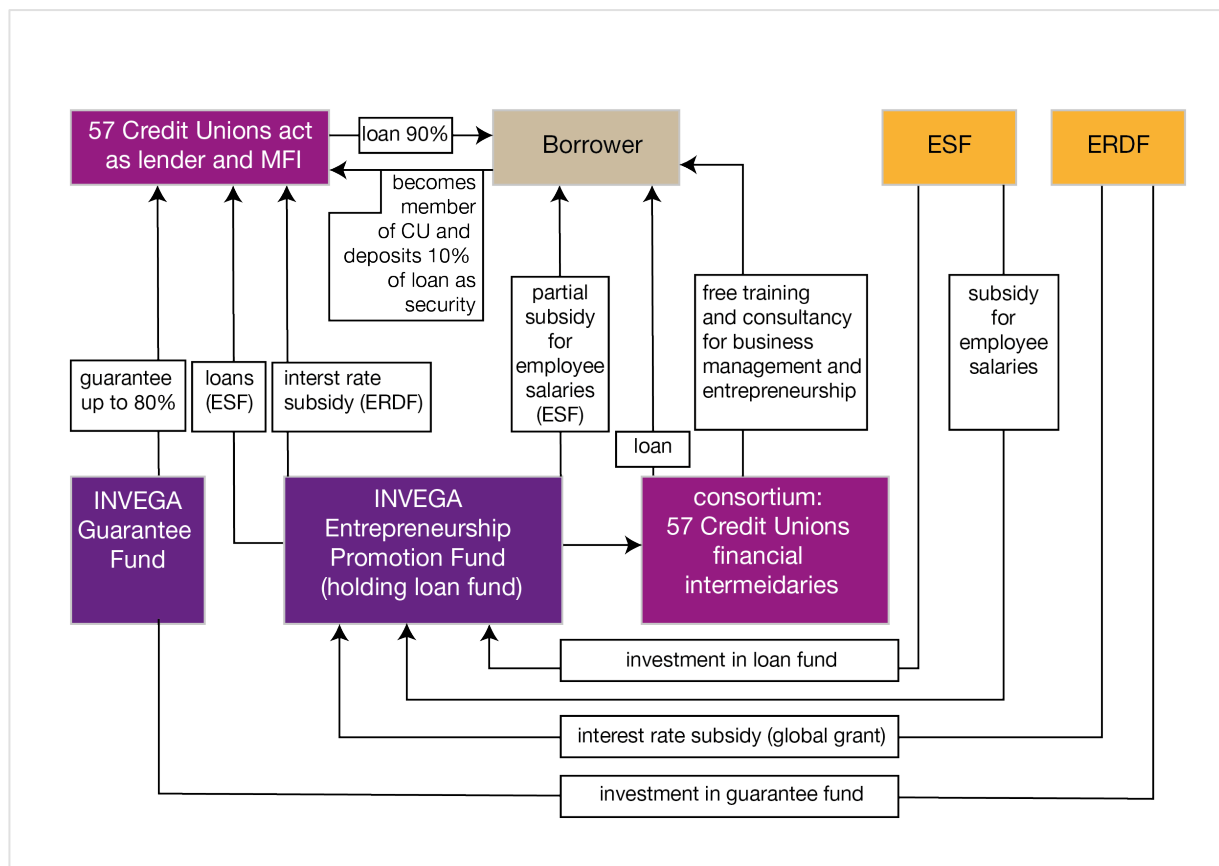 57 Credit Unions act
as lender and MFI
loan 90%
Borrower
ESF
ERDF
becomes
member
of CU and
deposits 10%
of loan as
security
partial
subsidy
for
employee
salaries
(ESF)
free training
and consultancy
for business
management and
entrepreneurship
subsidy
for
employee
salaries
guarantee
up to 80%
loans
(ESF)
interst rate
subsidy (ERDF)
loan
INVEGA
Guarantee
Fund
INVEGA
Entrepreneurship
Promotion Fund
(holding loan fund)
consortium:
57 Credit Unions
financial
intermeidaries
investment in loan fund
interest rate subsidy (global grant)
investment in guarantee fund